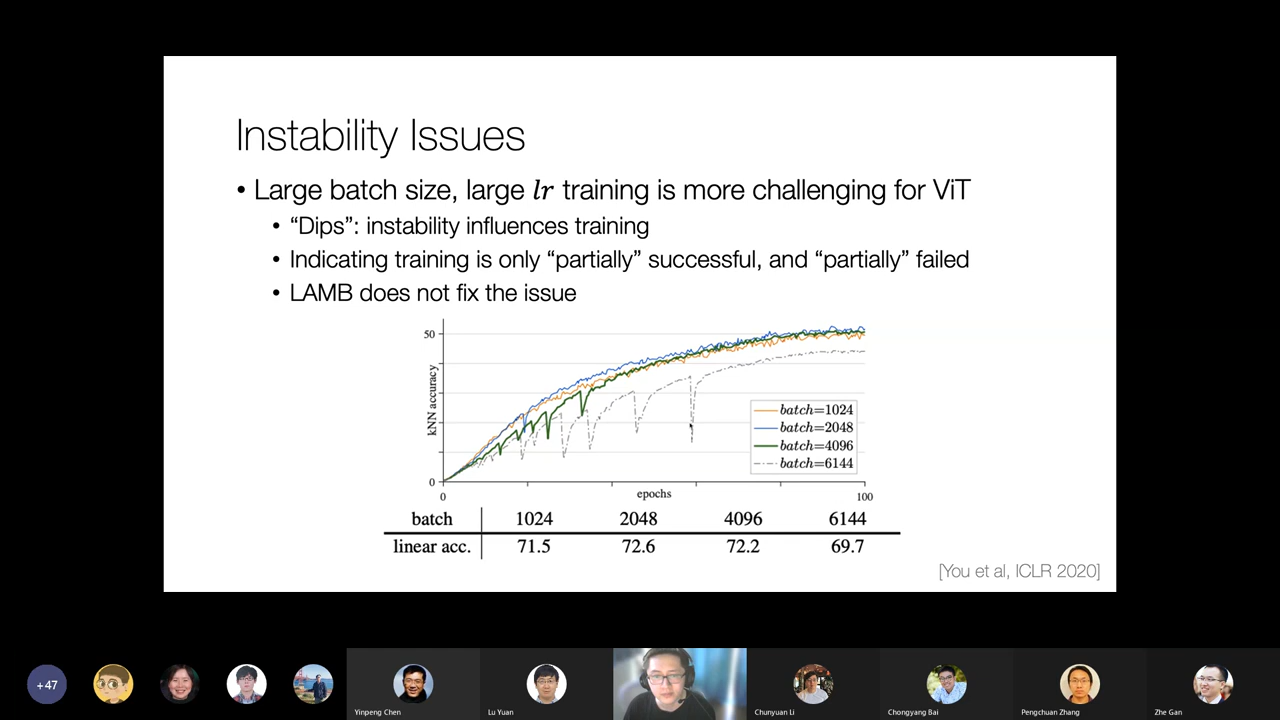 Instability Issues
• Large batch size, large lr training is more challenging for ViT
• “Dips”: instability influences training
• Indicating training is only “partially” successful, and “partially” failed
• LAMB does not fix the issue
50
kNN accuracy
batch=1024
batch=2048
batch=4096
batch=6144
0
0
epochs
100
batch 1024 2048 4096 6144
linear acc. 71.5 72.6 72.2 69.7
[You et al, ICLR 2020]
+47
Yinpeng Chen
Lu Yuan
Chunyuan Li
Chongyang Bai
Pengchuan Zhang
Zhe Gan